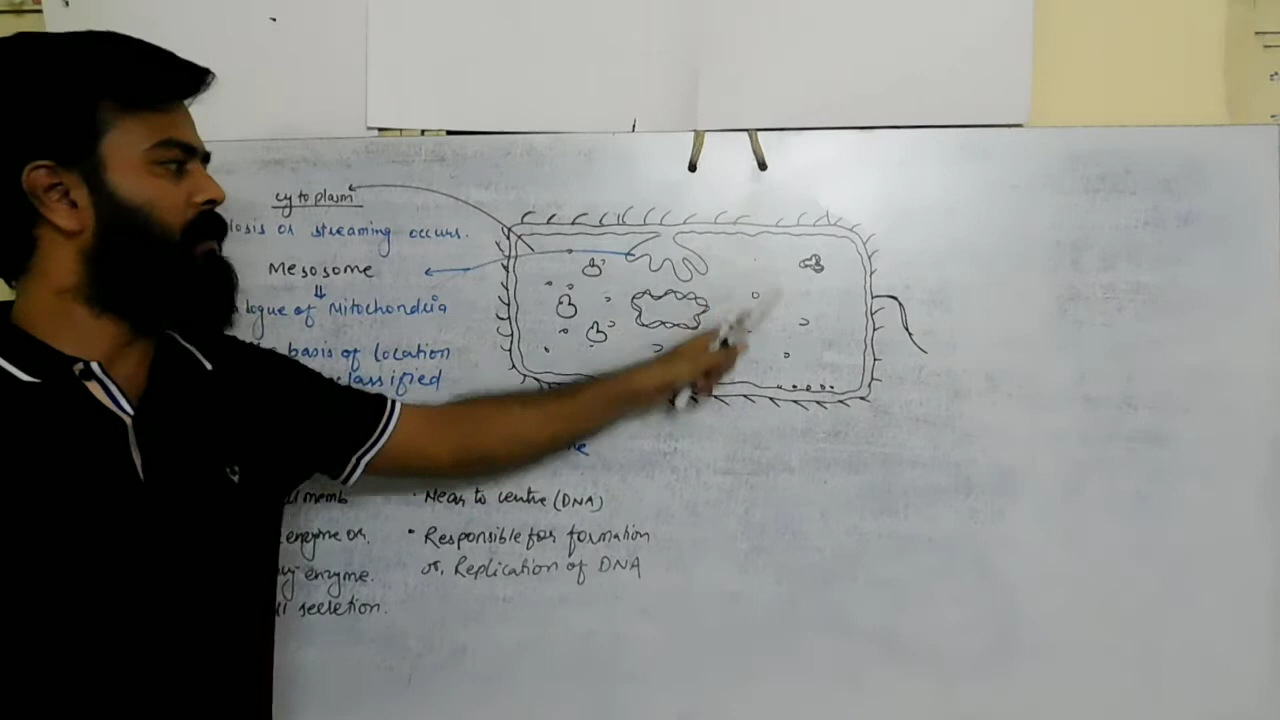 cytoplasm
losis or streaming occurs.
Mesosome
logue of Mitochondria
basis of location
classified
memb
• Near to centre (DNA)
enzyme or.
• Responsible for formation
enzyme.
or. Replication of DNA
secretion.